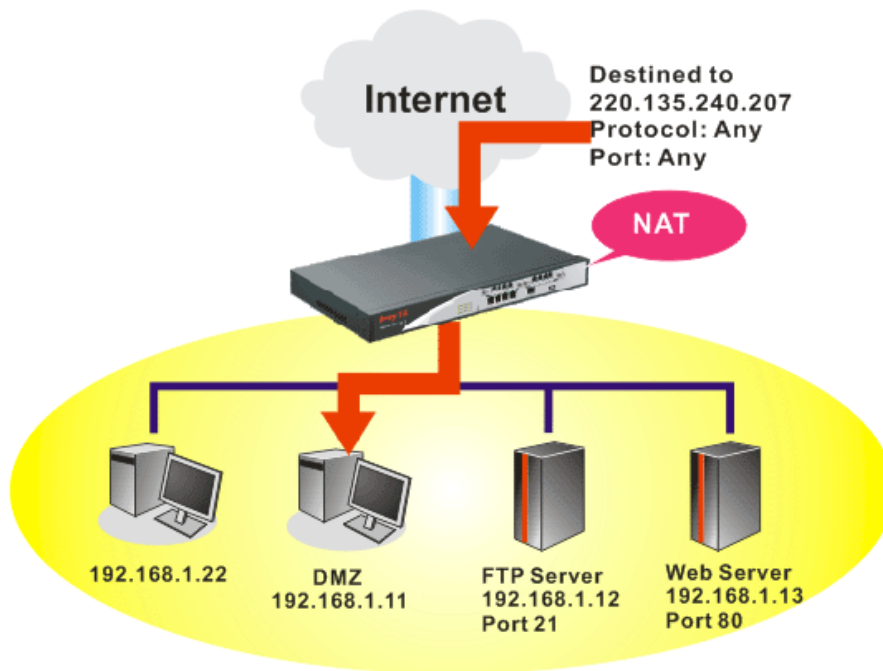 Internet
Destined to
220.135.240.207
Protocol: Any
Port: Any
NAT
192.168.1.22
DMZ
192.168.1.11
FTP Server
192.168.1.12
Port 21
Web Server
192.168.1.13
Port 80